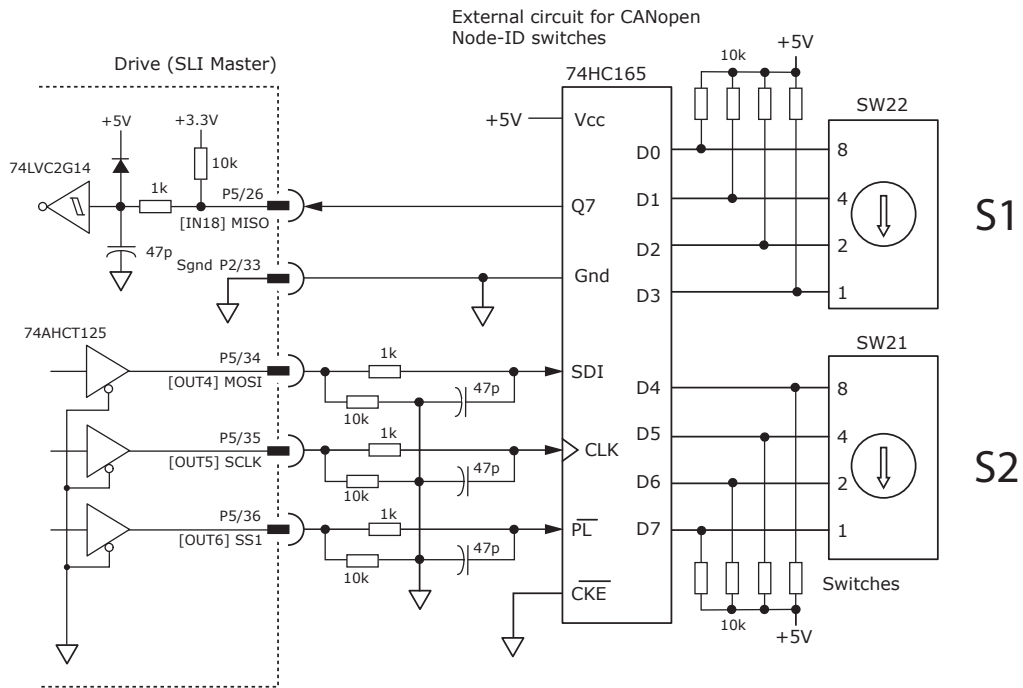 External circuit for CANopen
Node-ID switches
Drive (SLI Master)
74HC165
+5V
10k
SW22
+5V
+3.3V
74LVC2G14
10k
1k
P5/26
[IN18] MISO
47p
Sgnd P2/33
+5V
Vcc
Q7
Gnd
D0
D1
D2
D3
8
4
2
1
S1
74AHCT125
P5/34
[OUT4] MOSI
1k
10k
47p
SDI
P5/35
[OUT5] SCLK
1k
10k
47p
CLK
P5/36
[OUT6] SS1
1k
10k
47p
PL
CKE
D4
D5
D6
D7
SW21
8
4
2
1
S2
Switches
10k
+5V